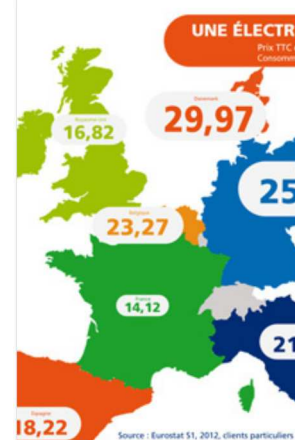 UNE ÉLECTR
Prix TTC
Consomm
Danemark
29,97
Royaume-Uni
16,82
25
Belgique
23,27
France
14,12
21
Espagne
18,22
Source : Eurostat S1, 2012, clients particuliers